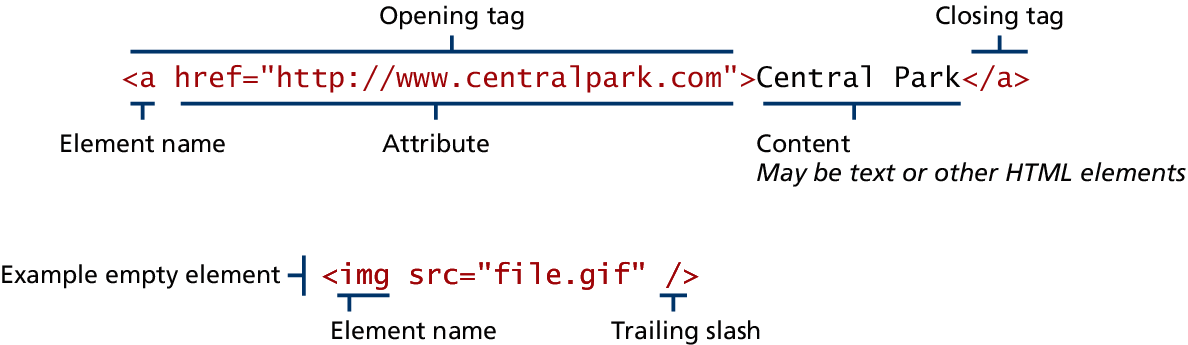 Opening tag Closing tag
<a href="http://www.centralpark.com">Central Park</a>
Element name Attribute Content
May be text or other HTML elements
Example empty element <img src="file.gif" />
Element name Trailing slash